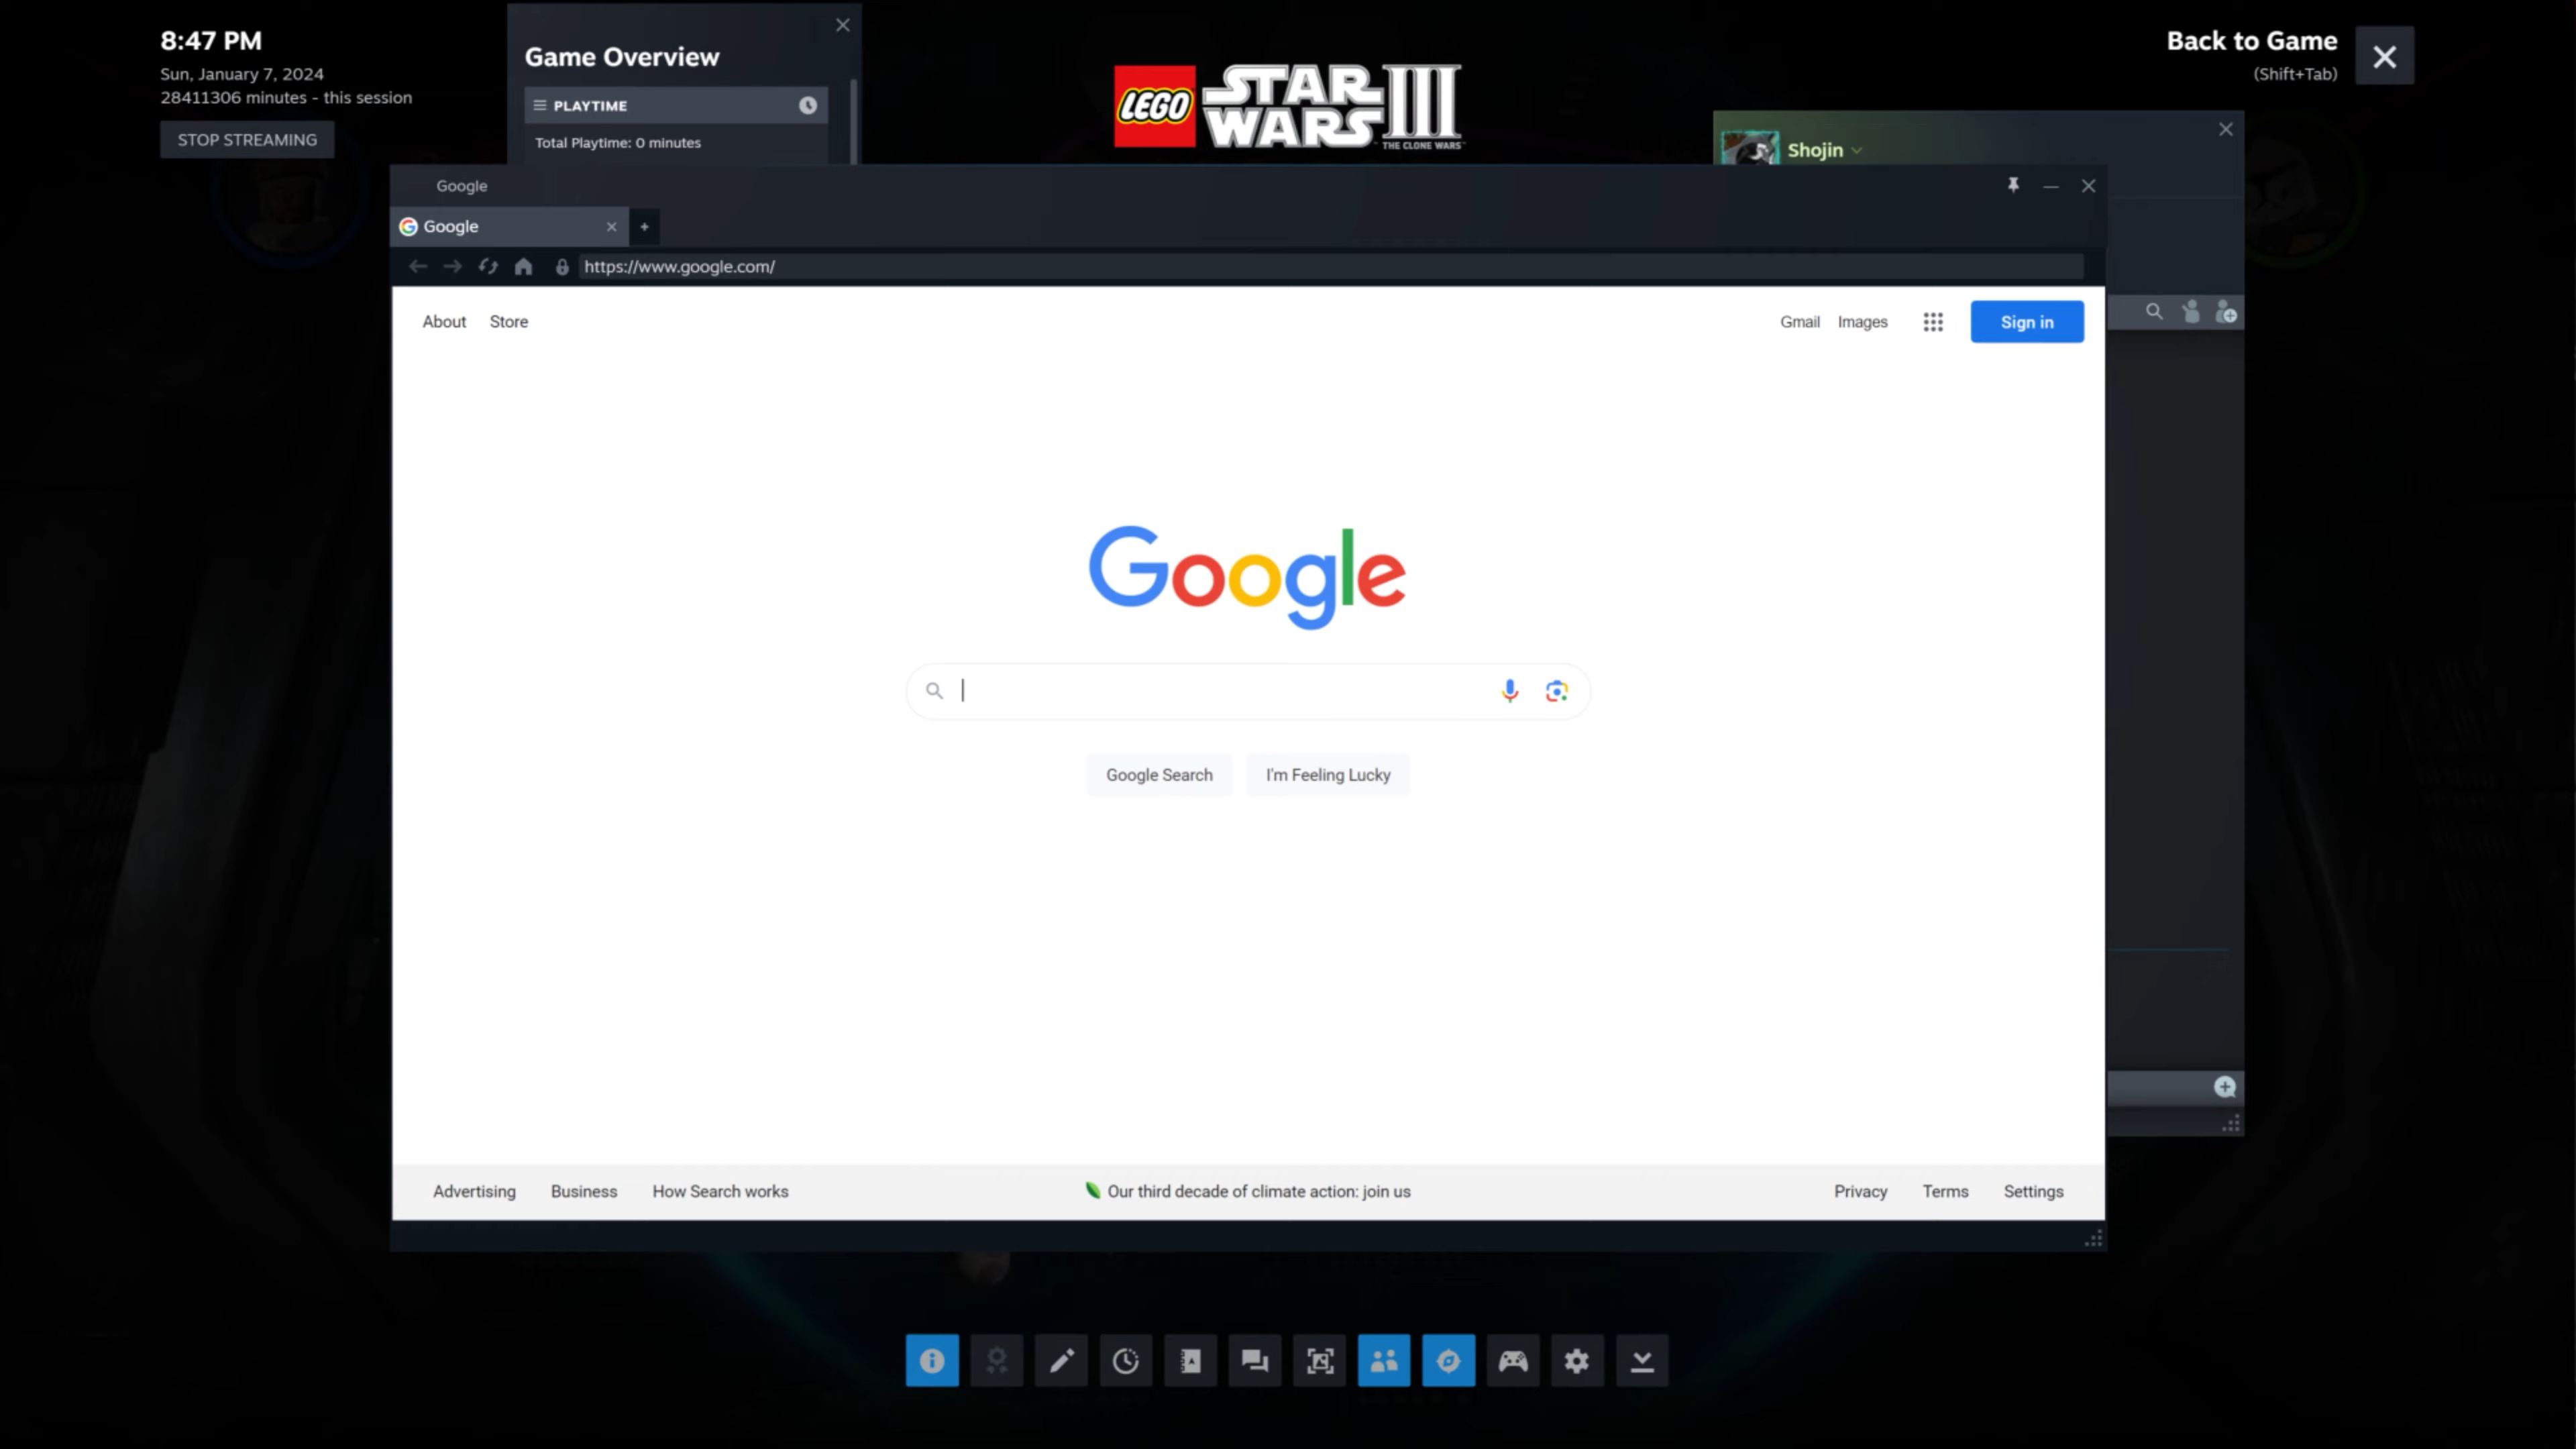 8:47 PM
Sun, January 7, 2024
28411306 minutes - this session
STOP STREAMING
Game Overview
PLAYTIME
Total Playtime: 0 minutes
LEGO STAR WARS III
THE CLONE WARS
Back to Game
(Shift+Tab)
Shojin
Google
Google
https://www.google.com/
About Store
Gmail Images Sign in
Google
Google Search I'm Feeling Lucky
Advertising Business How Search works
Our third decade of climate action: join us
Privacy Terms Settings